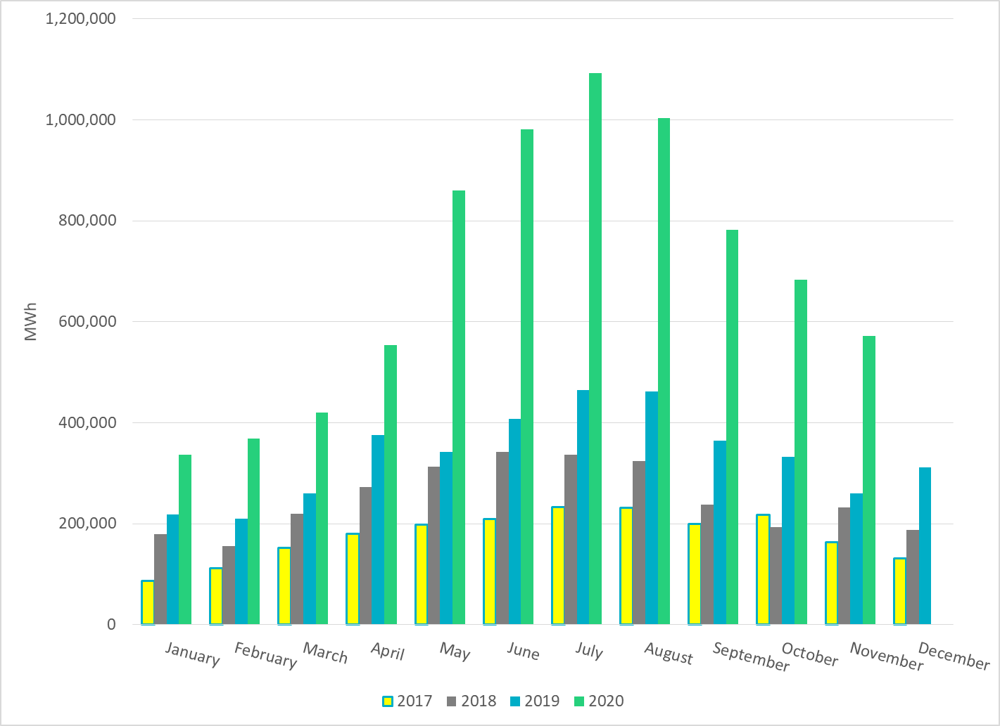 1,200,000
1,000,000
800,000
600,000
400,000
200,000
0
MWh
January February March April May June July August September October November December
2017 2018 2019 2020